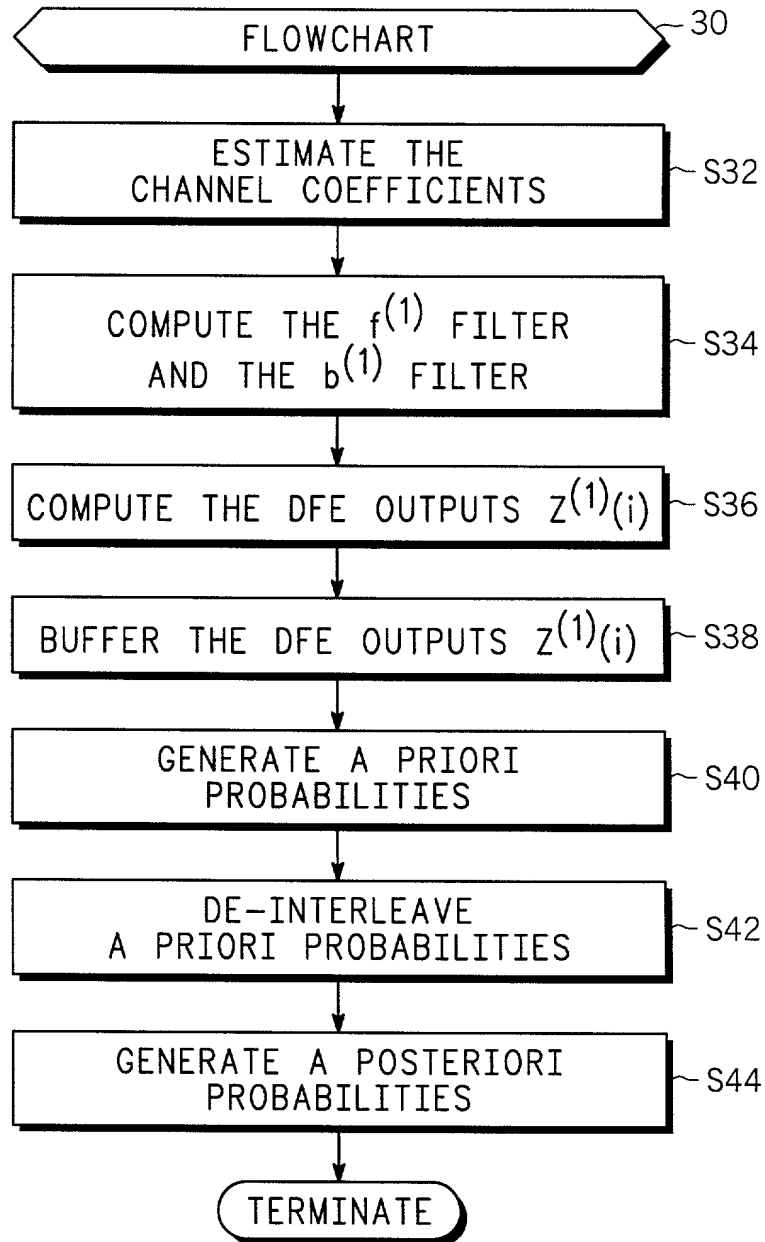 FLOWCHART
30
ESTIMATE THE
CHANNEL COEFFICIENTS
S32
COMPUTE THE f(1) FILTER
AND THE b(1) FILTER
S34
COMPUTE THE DFE OUTPUTS Z(1)(i)
S36
BUFFER THE DFE OUTPUTS Z(1)(i)
S38
GENERATE A PRIORI
PROBABILITIES
S40
DE-INTERLEAVE
A PRIORI PROBABILITIES
S42
GENERATE A POSTERIORI
PROBABILITIES
S44
TERMINATE